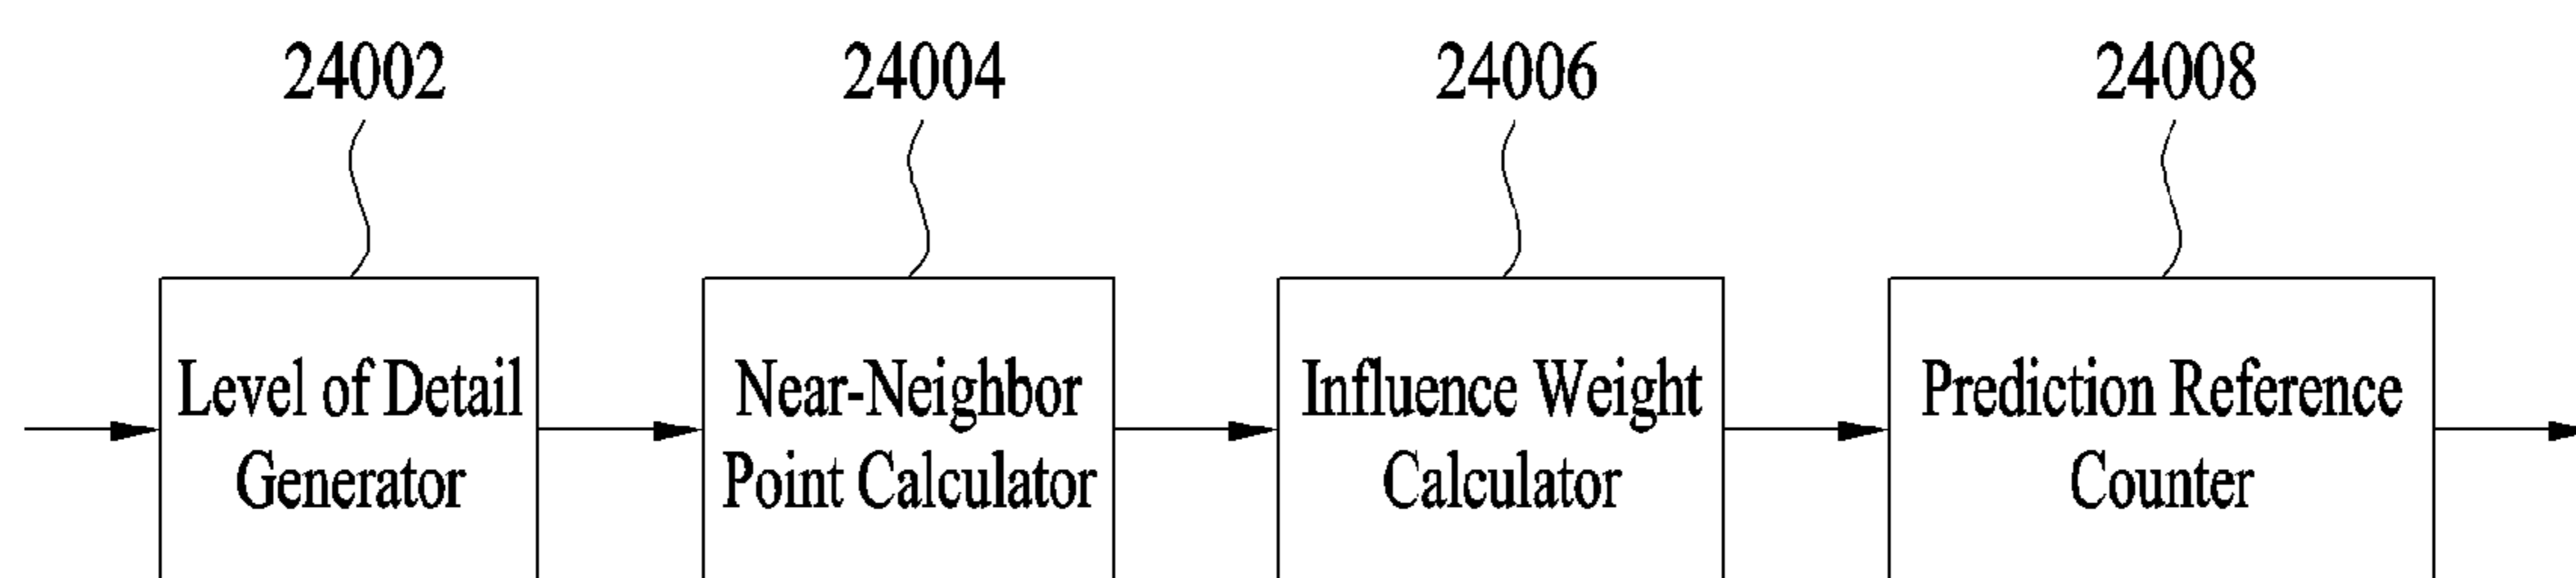 24002
24004
24006
24008
Level of Detail
Generator
Near-Neighbor
Point Calculator
Influence Weight
Calculator
Prediction Reference
Counter